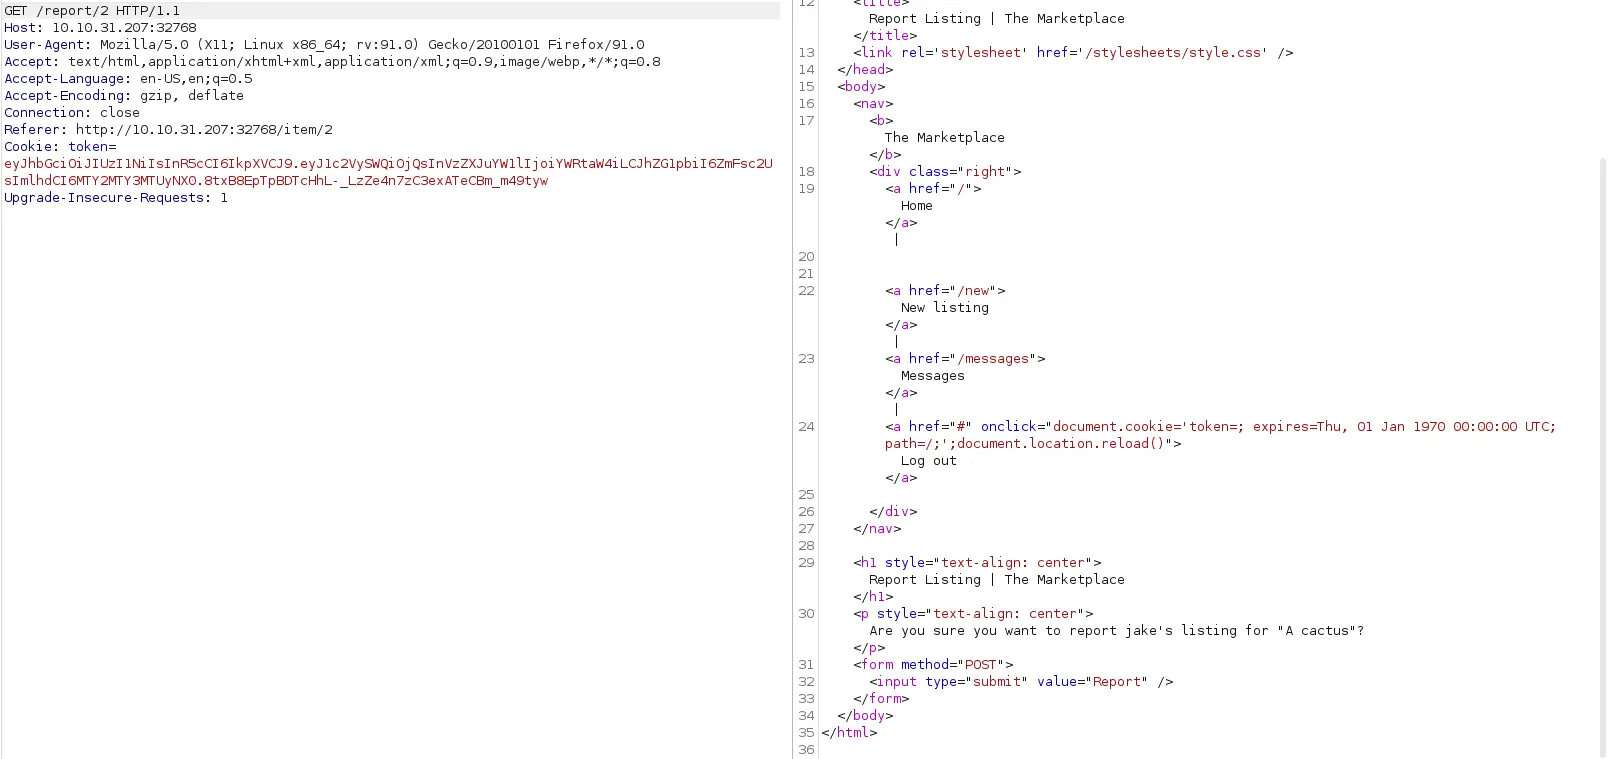 GET /report/2 HTTP/1.1
Host: 10.10.31.207:32768
User-Agent: Mozilla/5.0 (X11; Linux x86_64; rv:91.0) Gecko/20100101 Firefox/91.0
Accept: text/html,application/xhtml+xml,application/xml;q=0.9,image/webp,*/*;q=0.8
Accept-Language: en-US,en;q=0.5
Accept-Encoding: gzip, deflate
Connection: close
Referer: http://10.10.31.207:32768/item/2
Cookie: token=
eyJhbGciOiJIUzI1NiIsInR5cCI6IkpXVCJ9.eyJ1c2VySWQiOjQsInVzZXJuYW1lIjoiYWRtaW4iLCJhZG1pbiI6ZmFsc2U
sImlhdCI6MTY2MTY3MTUyNX0.8txB8EpTpBDTcHhL-_LzZe4n7zC3exATeCBm_m49tyw
Upgrade-Insecure-Requests: 1
12 <title>
Report Listing | The Marketplace
</title>
13 <link rel='stylesheet' href='/stylesheets/style.css' />
14 </head>
15 <body>
16 <nav>
17 <b>
The Marketplace
</b>
18 <div class="right">
19 <a href="/">
Home
</a>
|
20
21
22 <a href="/new">
New listing
</a>
|
23 <a href="/messages">
Messages
</a>
|
24 <a href="#" onclick="document.cookie='token=; expires=Thu, 01 Jan 1970 00:00:00 UTC;
path=/;';document.location.reload()">
Log out
</a>
25
26 </div>
27 </nav>
28
29 <h1 style="text-align: center">
Report Listing | The Marketplace
</h1>
30 <p style="text-align: center">
Are you sure you want to report jake's listing for "A cactus"?
</p>
31 <form method="POST">
32 <input type="submit" value="Report" />
33 </form>
34 </body>
35 </html>
36